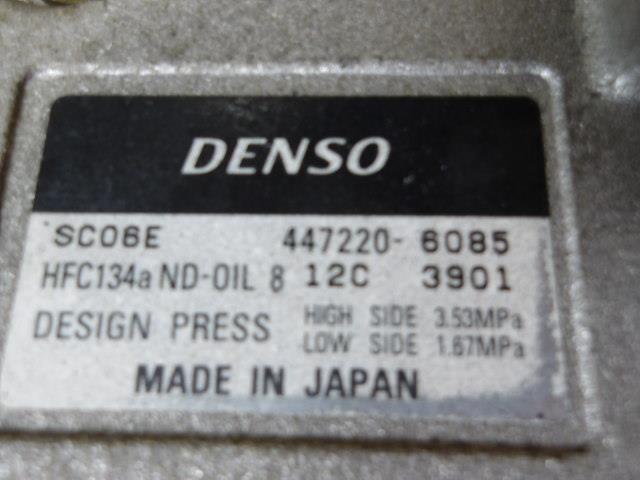 DENSO
SC06E 447220-6085
HFC134a ND-OIL 8 12C 3901
DESIGN PRESS HIGH SIDE 3.53MPa
LOW SIDE 1.67MPa
MADE IN JAPAN